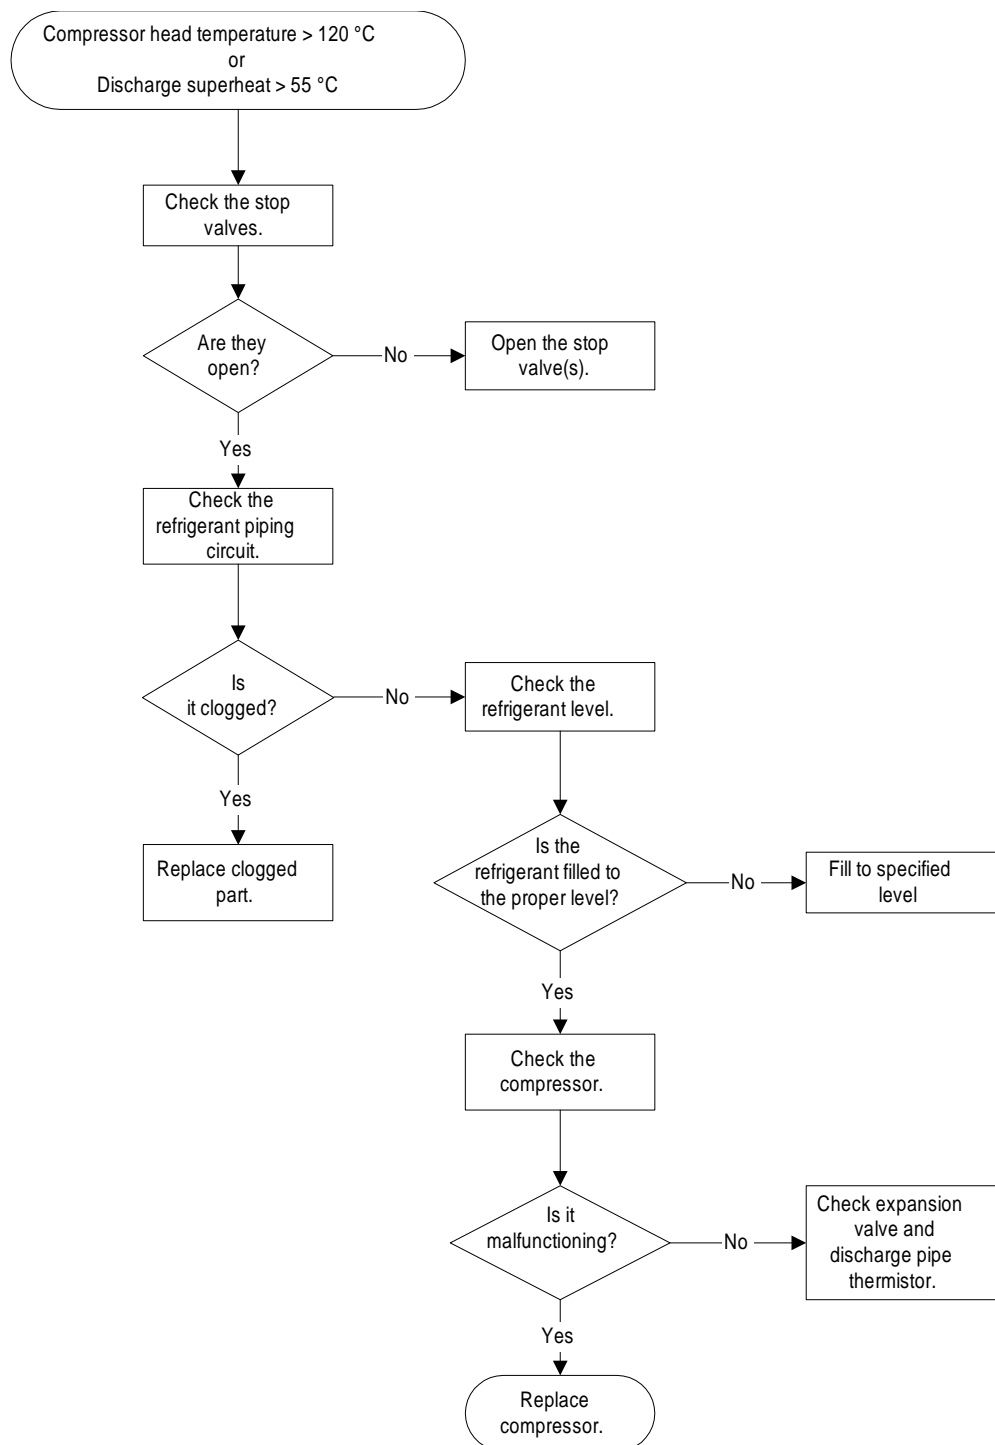 Compressor head temperature > 120 °C
or
Discharge superheat > 55 °C
Check the stop
valves.
Are they
open?
No
Open the stop
valve(s).
Yes
Check the
refrigerant piping
circuit.
Is
it clogged?
No
Check the
refrigerant level.
Yes
Replace clogged
part.
Is the
refrigerant filled to
the proper level?
No
Fill to specified
level
Yes
Check the
compressor.
Is it
malfunctioning?
No
Check expansion
valve and
discharge pipe
thermistor.
Yes
Replace
compressor.